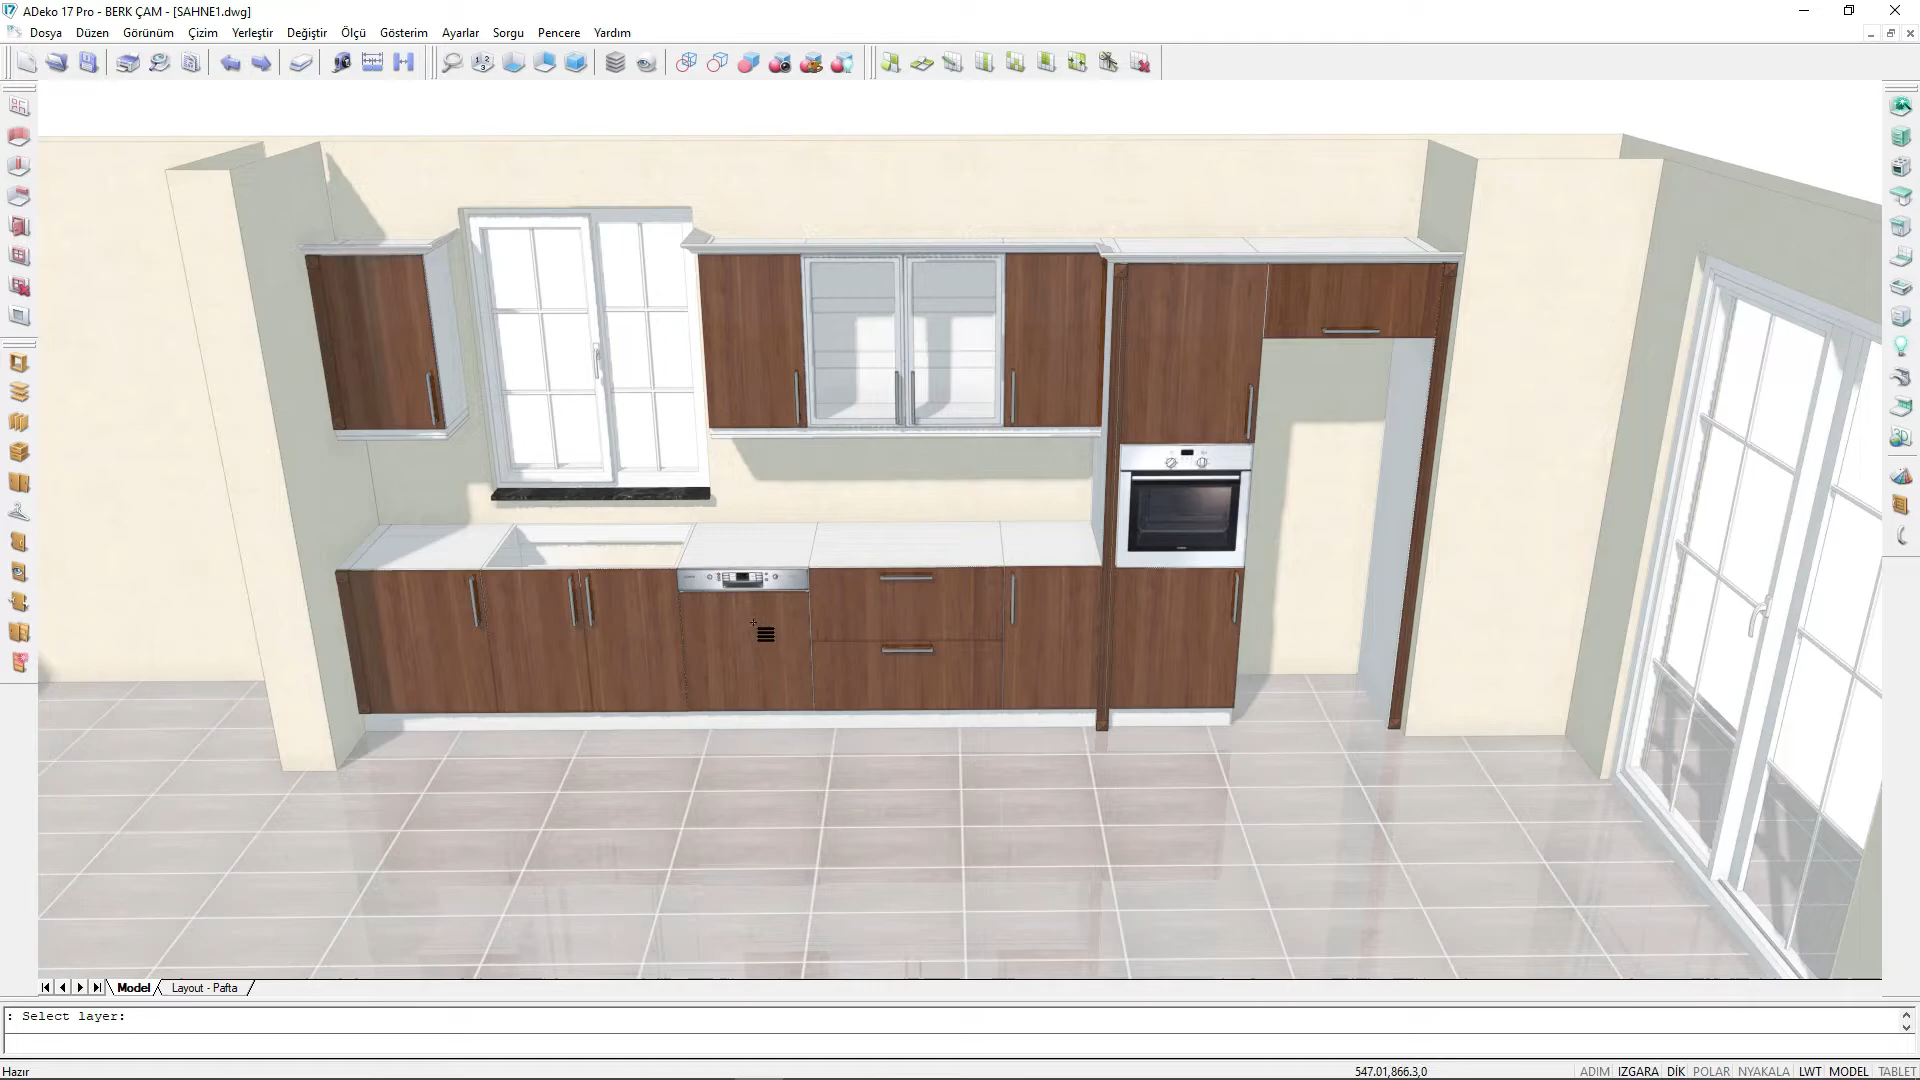 ADeko 17 Pro - BERK ÇAM - [SAHNE1.dwg]
Dosya Düzen Görünüm Çizim Yerleştir Değiştir Ölçü Gösterim Ayarlar Sorgu Pencere Yardım
Model Layout - Pafta
: Select layer:
Hazır 547.01,866.3,0 ADIM IZGARA DİK POLAR NYAKALA LWT MODEL TABLET